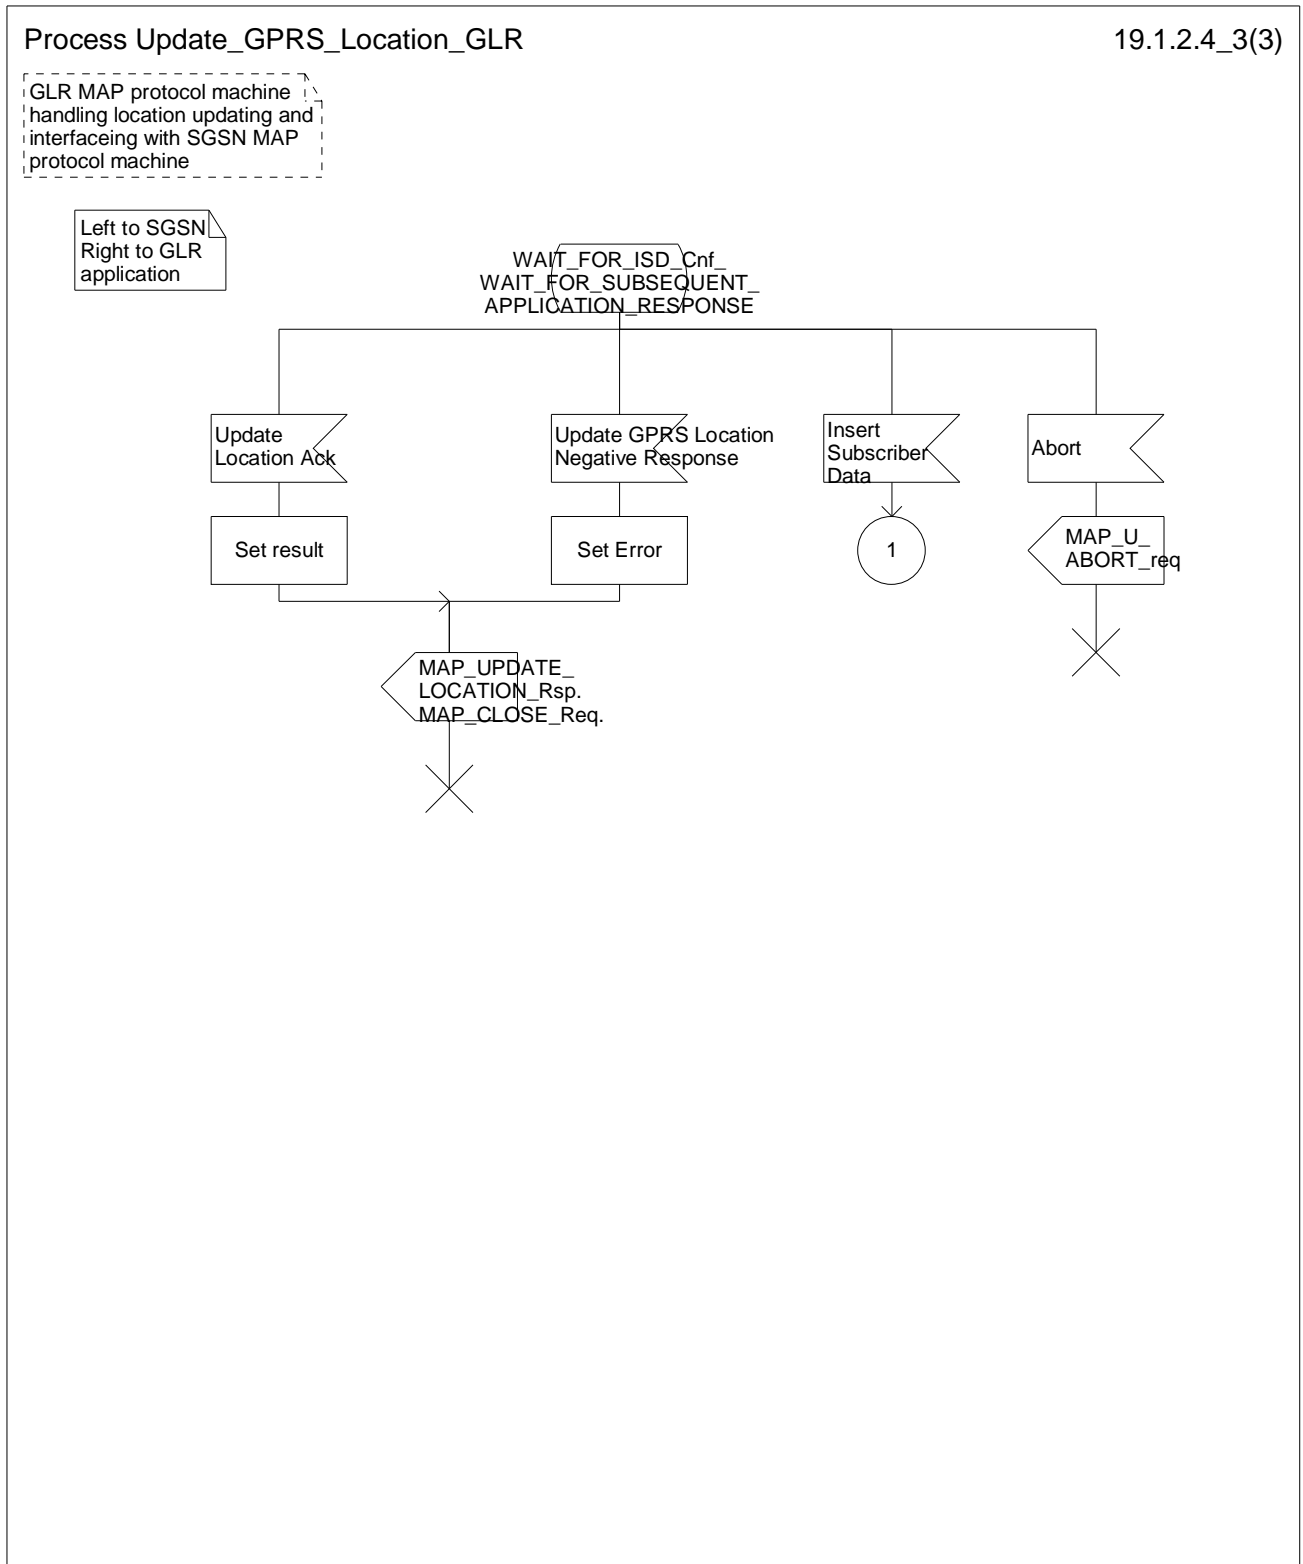 Process Update_GPRS_Location_GLR
19.1.2.4_3(3)
GLR MAP protocol machine
handling location updating and
interfaceing with SGSN MAP
protocol machine
Left to SGSN
Right to GLR
application
WAIT_FOR_ISD_Cnf_
WAIT_FOR_SUBSEQUENT_
APPLICATION_RESPONSE
Update
Location Ack
Update GPRS Location
Negative Response
Insert
Subscriber
Data
Abort
Set result
Set Error
1
MAP_U_
ABORT_req
MAP_UPDATE_
LOCATION_Rsp.
MAP_CLOSE_Req.